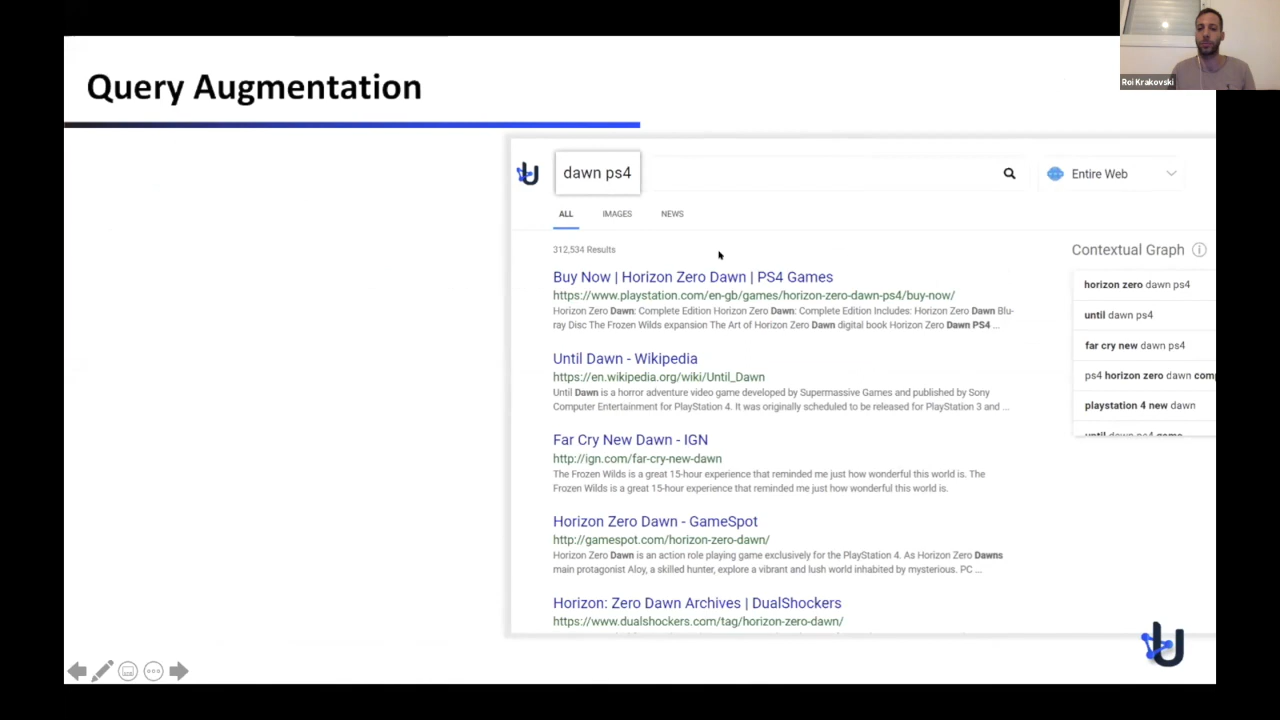 Query Augmentation
Roi Krakovski
dawn ps4
Entire Web
ALL
IMAGES
NEWS
312,534 Results
Buy Now | Horizon Zero Dawn | PS4 Games
https://www.playstation.com/en-gb/games/horizon-zero-dawn-ps4/buy-now/
Horizon Zero Dawn: Complete Edition Horizon Zero Dawn: Complete Edition Includes: Horizon Zero Dawn Blu-
ray Disc The Frozen Wilds expansion The Art of Horizon Zero Dawn digital book Horizon Zero Dawn PS4 ...
Until Dawn - Wikipedia
https://en.wikipedia.org/wiki/Until_Dawn
Until Dawn is a horror adventure video game developed by Supermassive Games and published by Sony
Computer Entertainment for PlayStation 4. It was originally scheduled to be released for PlayStation 3 and ...
Far Cry New Dawn - IGN
http://ign.com/far-cry-new-dawn
The Frozen Wilds is a great 15-hour experience that reminded me just how wonderful this world is. The
Frozen Wilds is a great 15-hour experience that reminded me just how wonderful this world is.
Horizon Zero Dawn - GameSpot
http://gamespot.com/horizon-zero-dawn/
Horizon Zero Dawn is an action role playing game exclusively for the PlayStation 4. As Horizon Zero Dawns
main protagonist Aloy, a skilled hunter, explore a vibrant and lush world inhabited by mysterious. PC ...
Horizon: Zero Dawn Archives | DualShockers
https://www.dualshockers.com/tag/horizon-zero-dawn/
Contextual Graph
horizon zero dawn ps4
until dawn ps4
far cry new dawn ps4
ps4 horizon zero dawn comp
playstation 4 new dawn
until dawn ps4 game